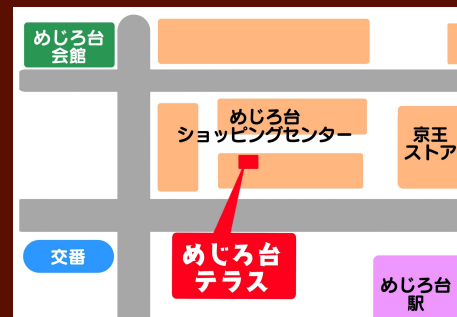 めじろ台
会館
めじろ台
ショッピングセンター
京王
ストア
交番
めじろ台
テラス
めじろ台
駅